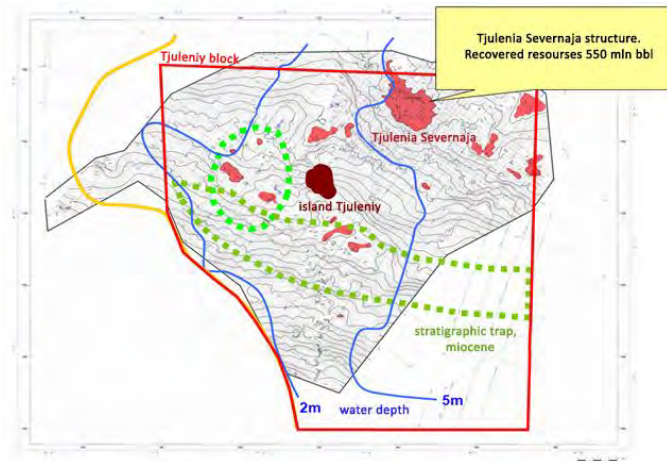 Tjulenia Severnaja structure.
Recovered resourses 550 mln bbl
Tjuleniy block
Tjulenia Severnaja
island Tjuleniy
stratigraphic trap,
miocene
2m
water depth
5m